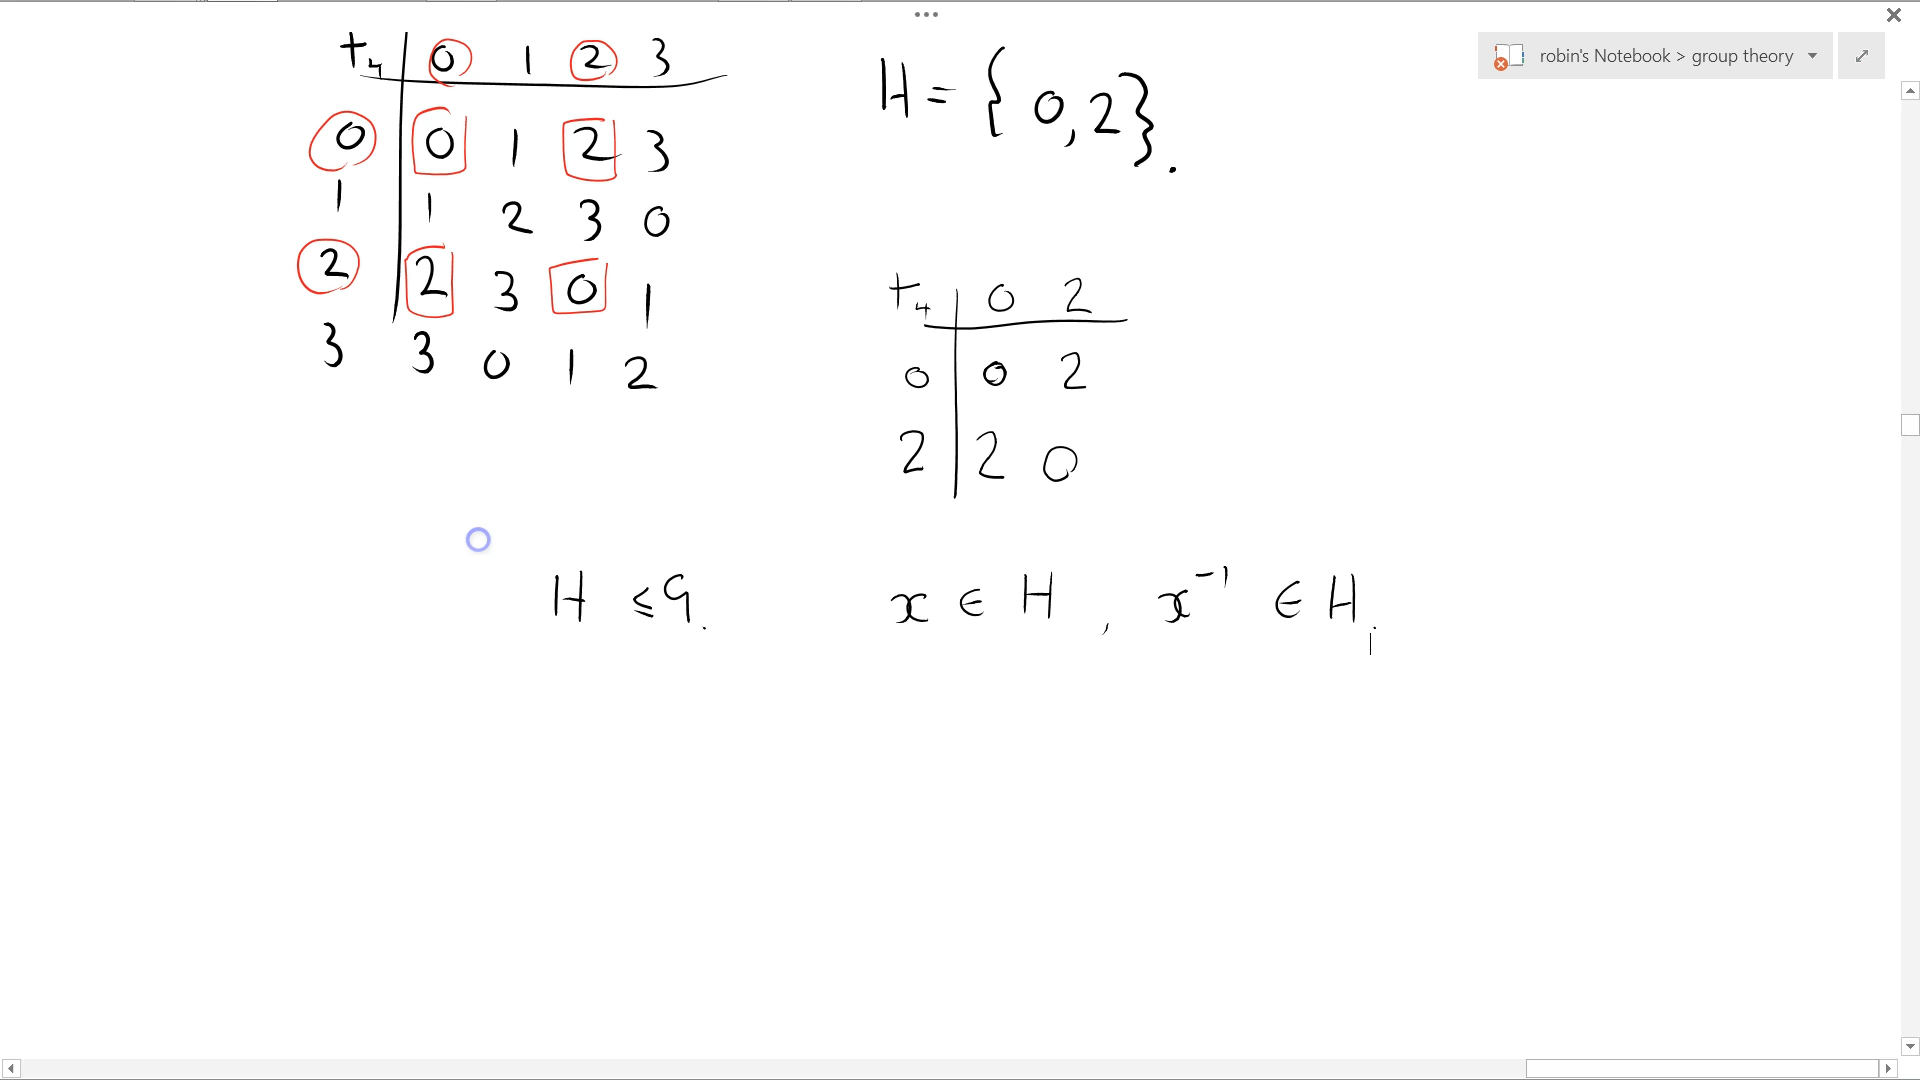 robin's Notebook > group theory
+₄ 0 1 2 3
0 0 1 2 3
1 1 2 3 0
2 2 3 0 1
3 3 0 1 2
H = { 0, 2 }.
+₄ 0 2
0 0 2
2 2 0
H ≤ G. x ∈ H , x⁻¹ ∈ H.